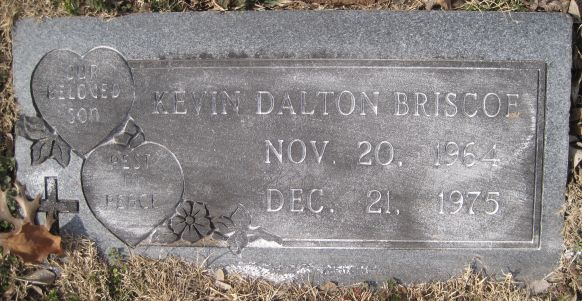 OUR
BELOVED
SON
REST
IN
PEACE
KEVIN DALTON BRISCOE
NOV. 20, 1964
DEC. 21, 1975